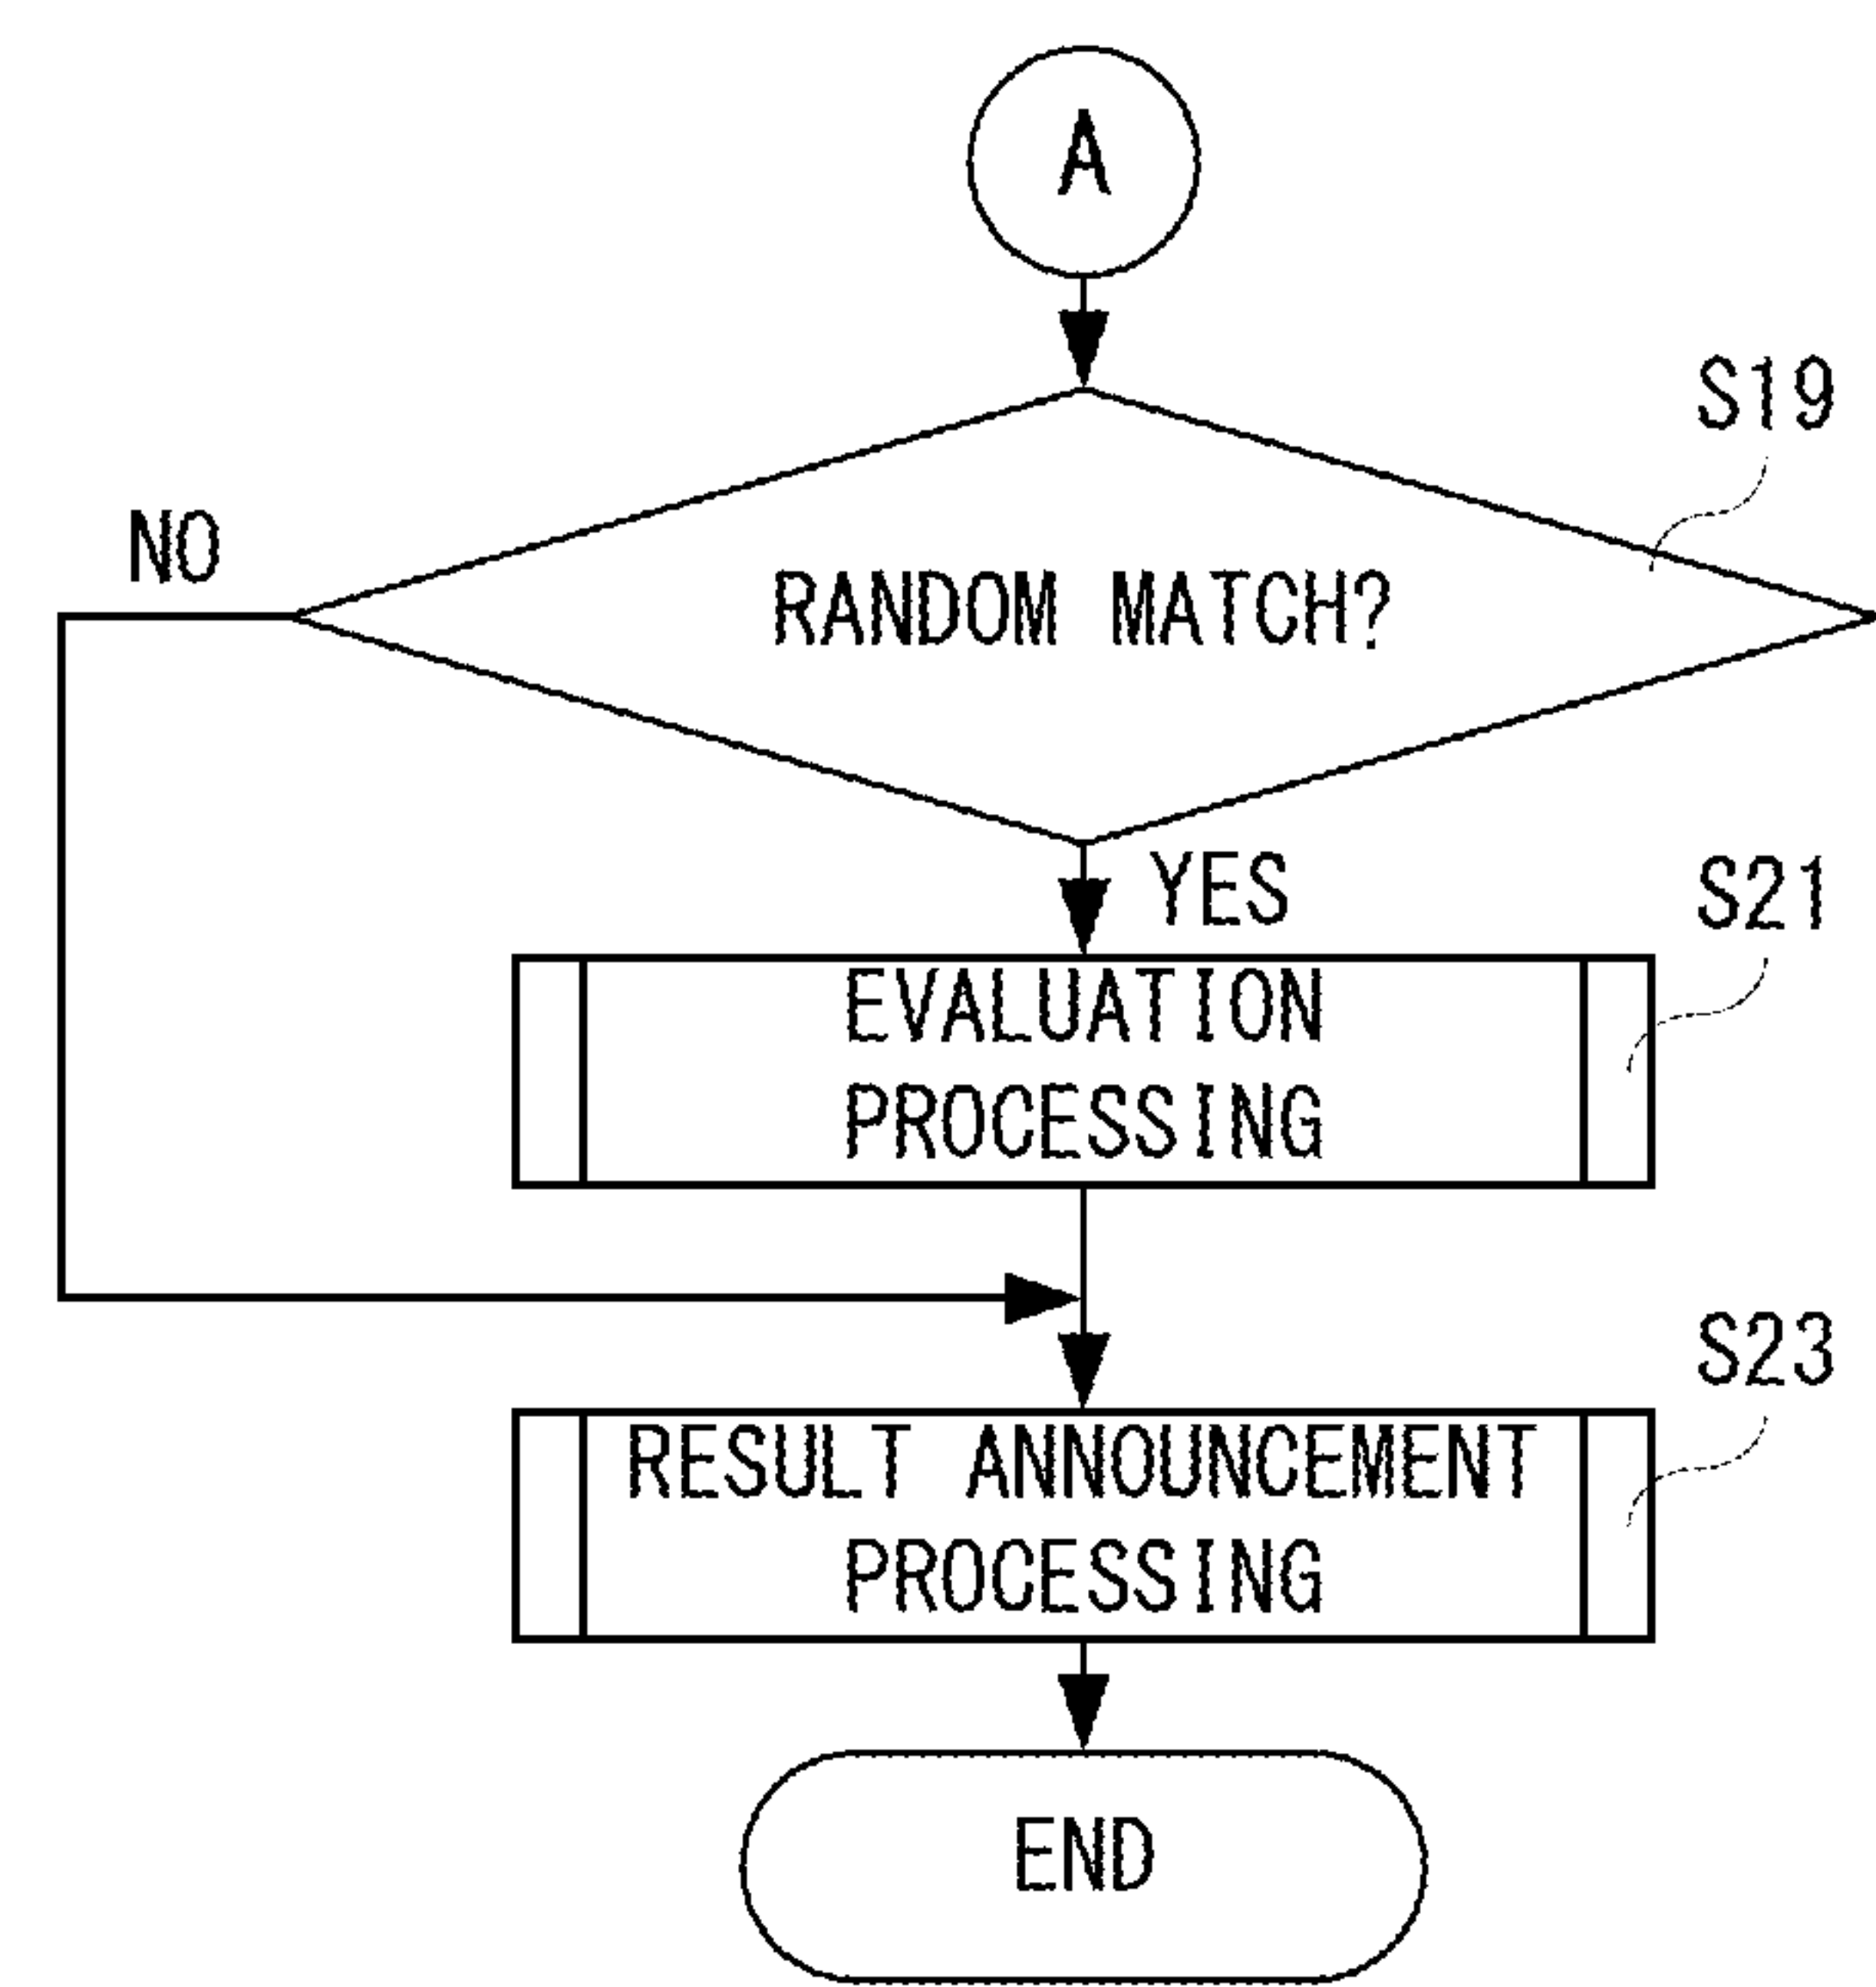 A
S19
NO
RANDOM MATCH?
YES
S21
EVALUATION
PROCESSING
S23
RESULT ANNOUNCEMENT
PROCESSING
END